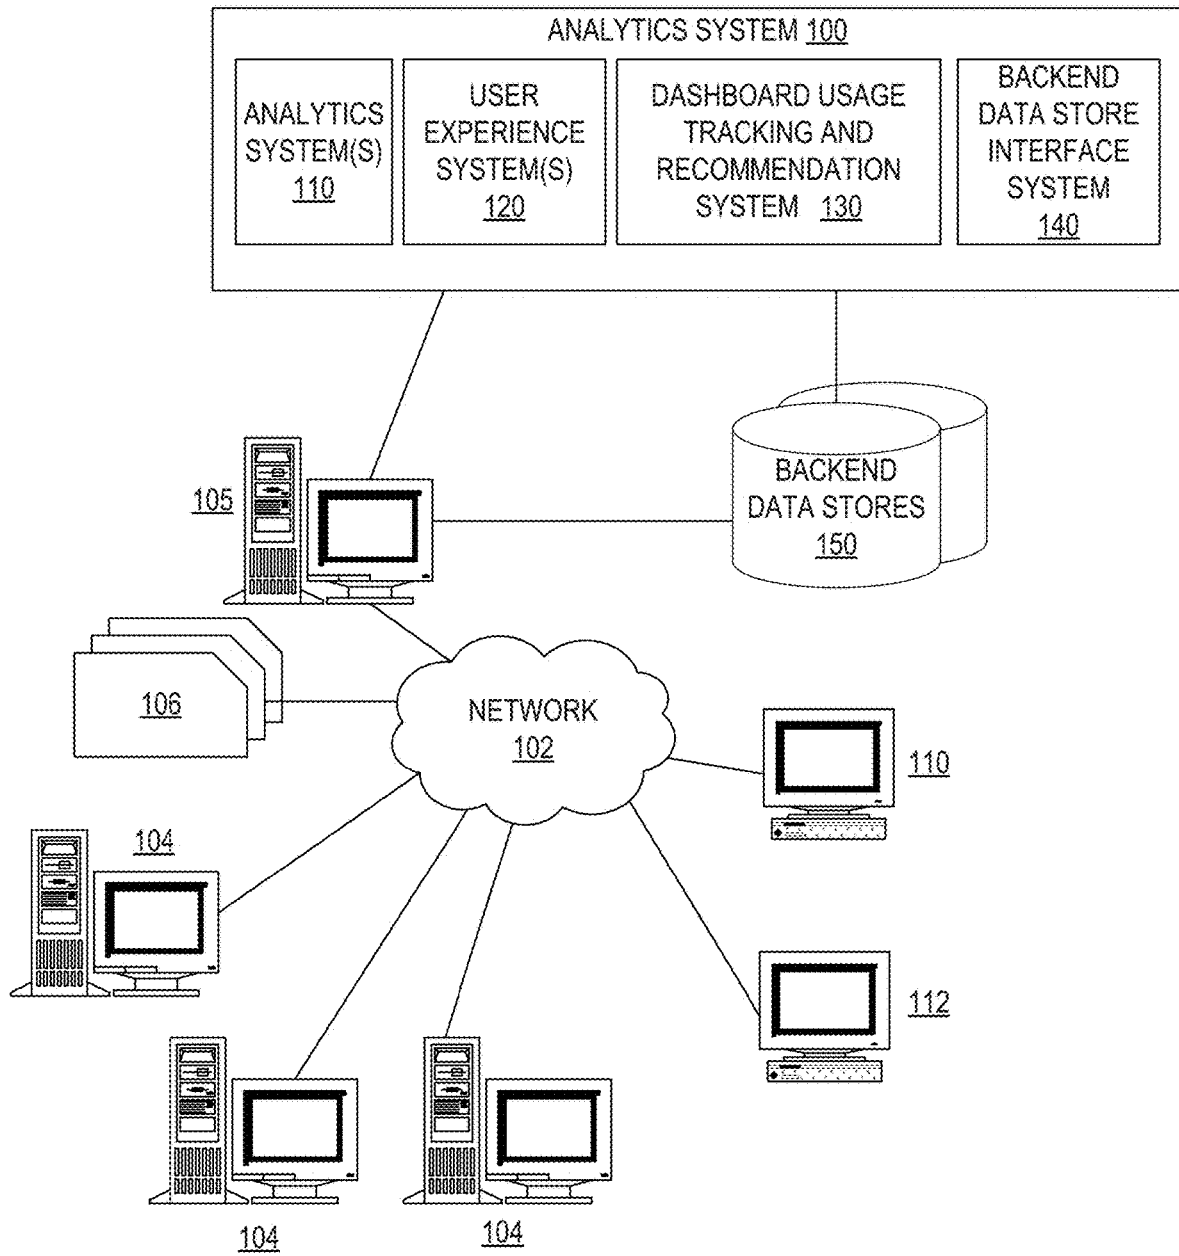 ANALYTICS SYSTEM 100
ANALYTICS
SYSTEM(S)
110
USER
EXPERIENCE
SYSTEM(S)
120
DASHBOARD USAGE
TRACKING AND
RECOMMENDATION
SYSTEM 130
BACKEND
DATA STORE
INTERFACE
SYSTEM
140
105
BACKEND
DATA STORES
150
106
NETWORK
102
110
104
112
104
104